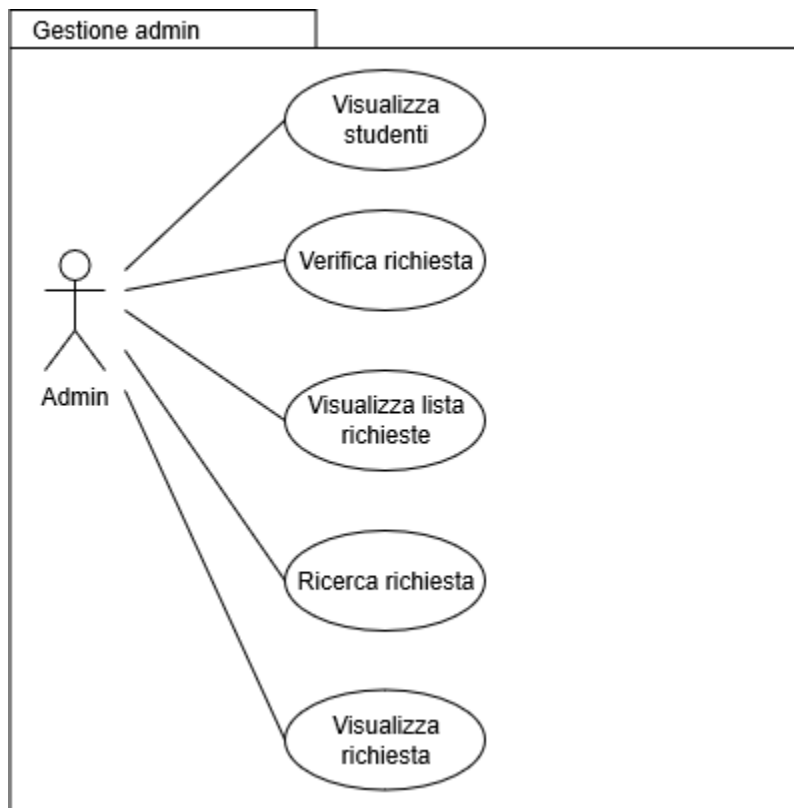 Gestione admin
Visualizza
studenti
Verifica richiesta
Admin
Visualizza lista
richieste
Ricerca richiesta
Visualizza
richiesta